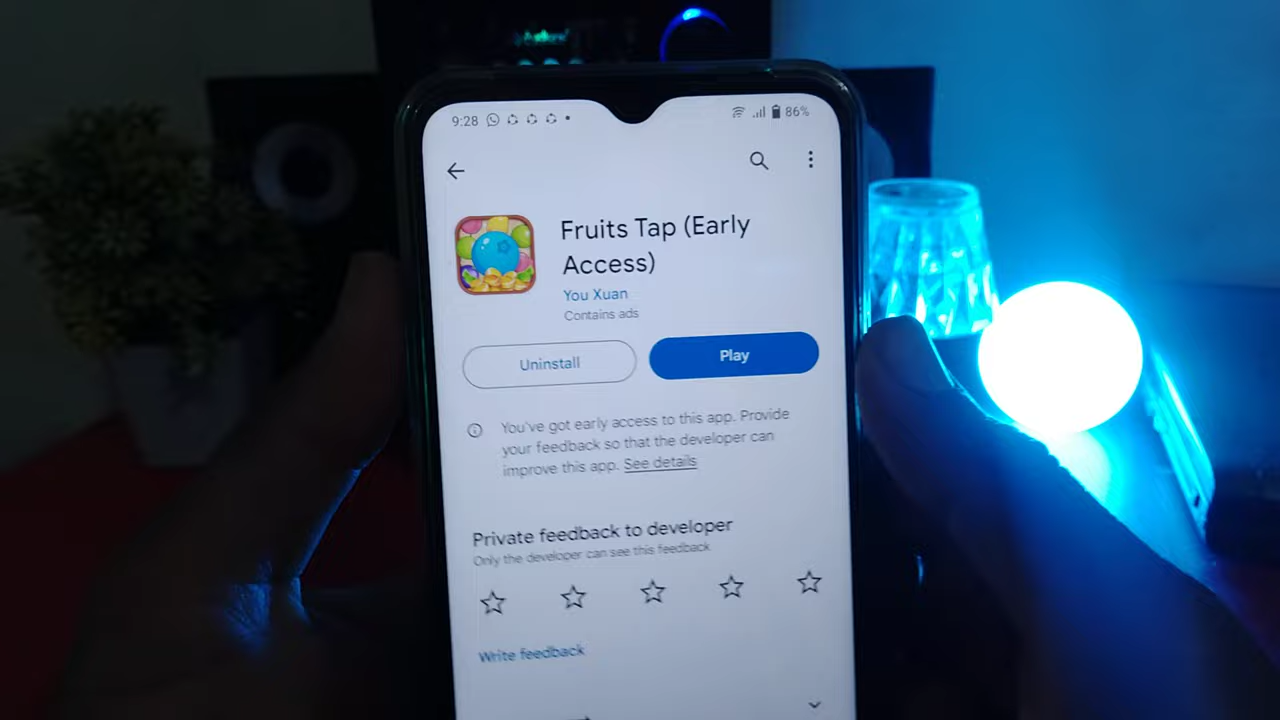 9:28
86%
Fruits Tap (Early
Access)
You Xuan
Contains ads
Uninstall
Play
You've got early access to this app. Provide
your feedback so that the developer can
improve this app. See details
Private feedback to developer
Only the developer can see this feedback
Write feedback